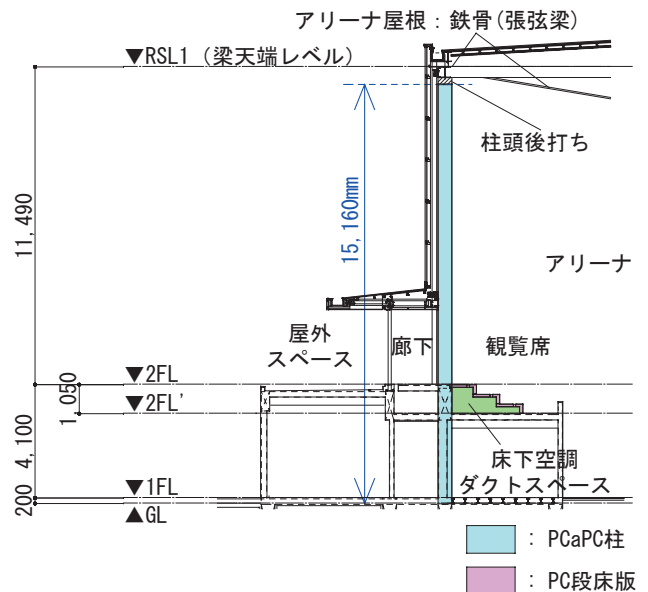 アリーナ屋根：鉄骨(張弦梁)
▼RSL1（梁天端レベル）
柱頭後打ち
11,490
15,160mm
アリーナ
屋外
スペース
廊下
観覧席
▼2FL
1,050
▼2FL'
4,100
床下空調
ダクトスペース
▼1FL
200
▲GL
：PCaPC柱
：PC段床版